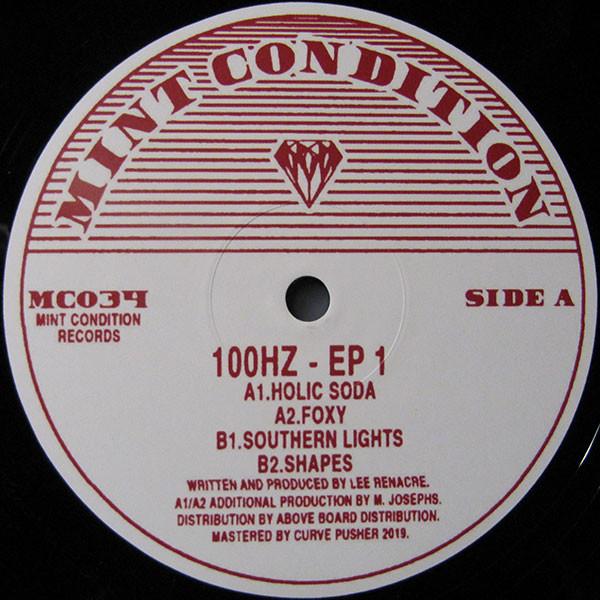 MINT CONDITION
MC034
MINT CONDITION
RECORDS
SIDE A
100HZ - EP 1
A1.HOLIC SODA
A2.FOXY
B1.SOUTHERN LIGHTS
B2.SHAPES
WRITTEN AND PRODUCED BY LEE RENACRE.
A1/A2 ADDITIONAL PRODUCTION BY M. JOSEPHS.
DISTRIBUTION BY ABOVE BOARD DISTRIBUTION.
MASTERED BY CURVE PUSHER 2019.